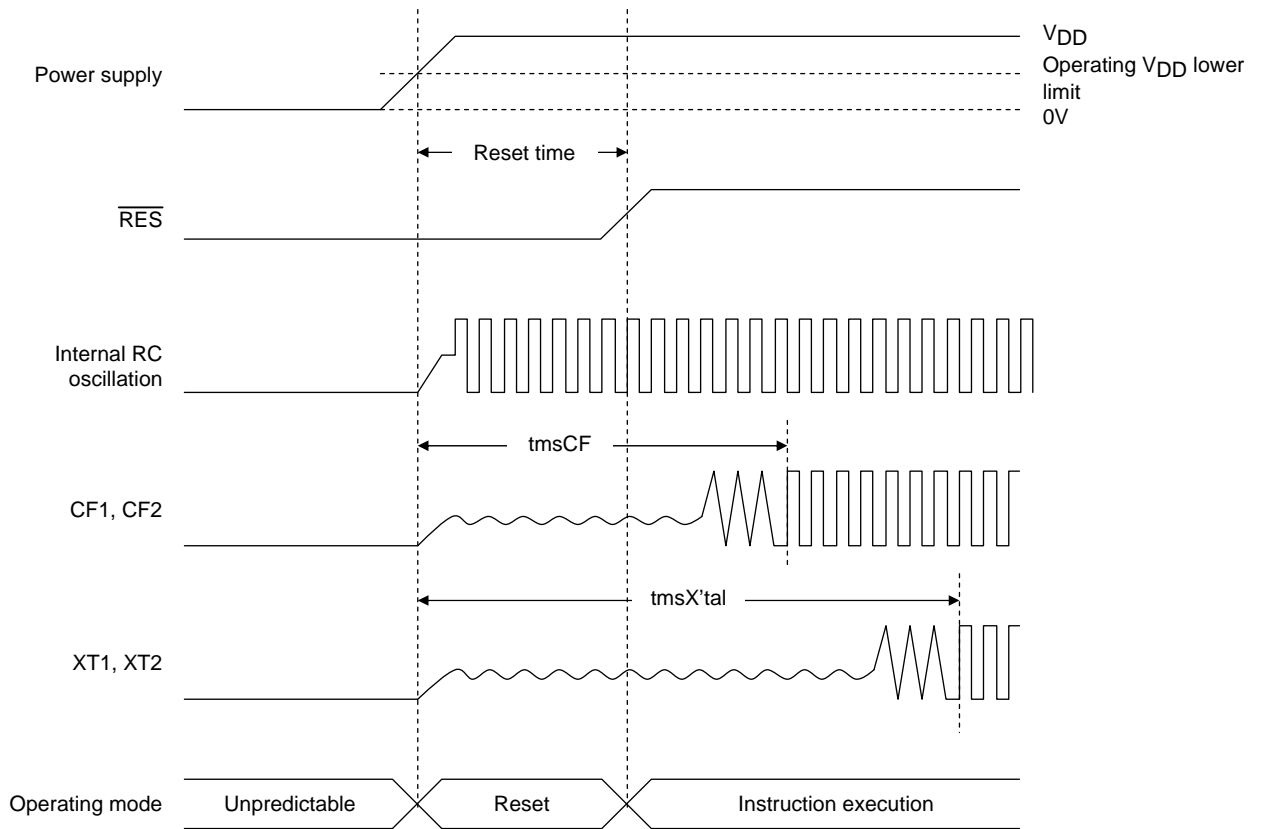 VDD
Power supply
Operating VDD lower
limit
0V
Reset time
RES
Internal RC
oscillation
tmsCF
CF1, CF2
tmsX'tal
XT1, XT2
Operating mode
Unpredictable
Reset
Instruction execution